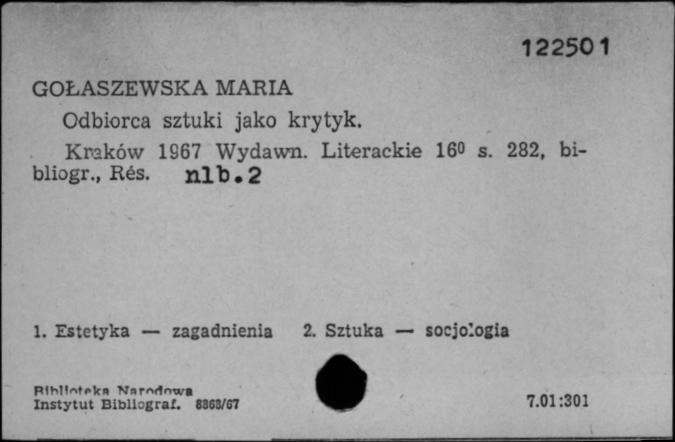 122501
GOŁASZEWSKA MARIA
Odbiorca sztuki jako krytyk.
Kraków 1967 Wydawn. Literackie 16⁰ s. 282, bi-
bliogr., Rés. nlb.2
1. Estetyka — zagadnienia 2. Sztuka — socjologia
Biblioteka Narodowa
Instytut Bibliograf. 8363/67 7.01:301